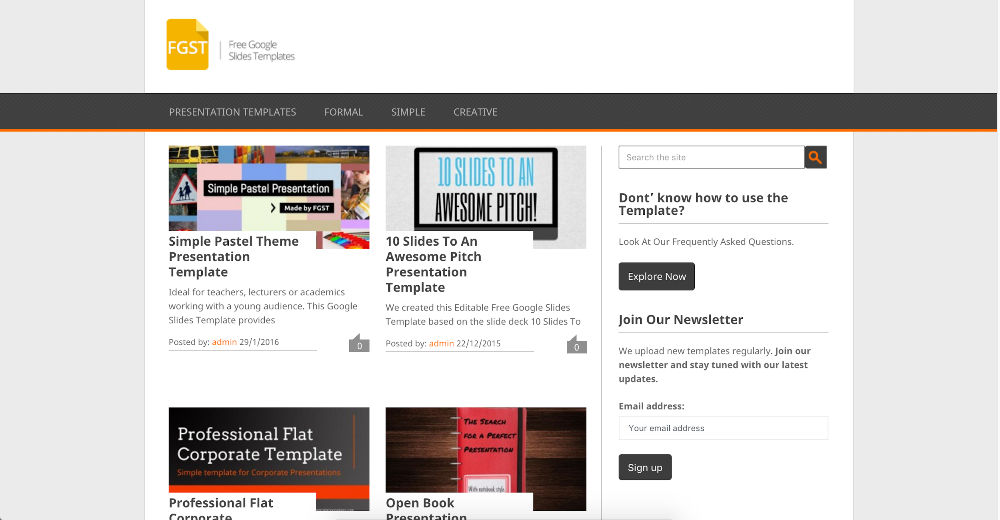 FGST
Free Google
Slides Templates
PRESENTATION TEMPLATES
FORMAL
SIMPLE
CREATIVE
Simple Pastel Presentation
Made by FGST
Simple Pastel Theme
Presentation
Template
Ideal for teachers, lecturers or academics
working with a young audience. This Google
Slides Template provides
Posted by: admin 29/1/2016
0
10 SLIDES TO AN
AWESOME PITCH!
10 Slides To An
Awesome Pitch
Presentation
Template
We created this Editable Free Google Slides
Template based on the slide deck 10 Slides To
Posted by: admin 22/12/2015
0
Professional Flat
Corporate Template
Simple template for Corporate Presentations
Professional Flat
Corporate
THE SEARCH
FOR A PERFECT
PRESENTATION
With notebook style.
Open Book
Presentation
Search the site
Dont’ know how to use the
Template?
Look At Our Frequently Asked Questions.
Explore Now
Join Our Newsletter
We upload new templates regularly. Join our
newsletter and stay tuned with our latest
updates.
Email address:
Your email address
Sign up